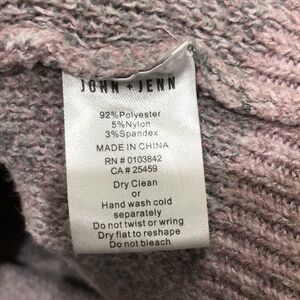 JOHN + JENN
92%Polyester
5%Nylon
3%Spandex
MADE IN CHINA
RN # 0103842
CA # 25459
Dry Clean
or
Hand wash cold
separately
Do not twist or wring
Dry flat to reshape
Do not bleach